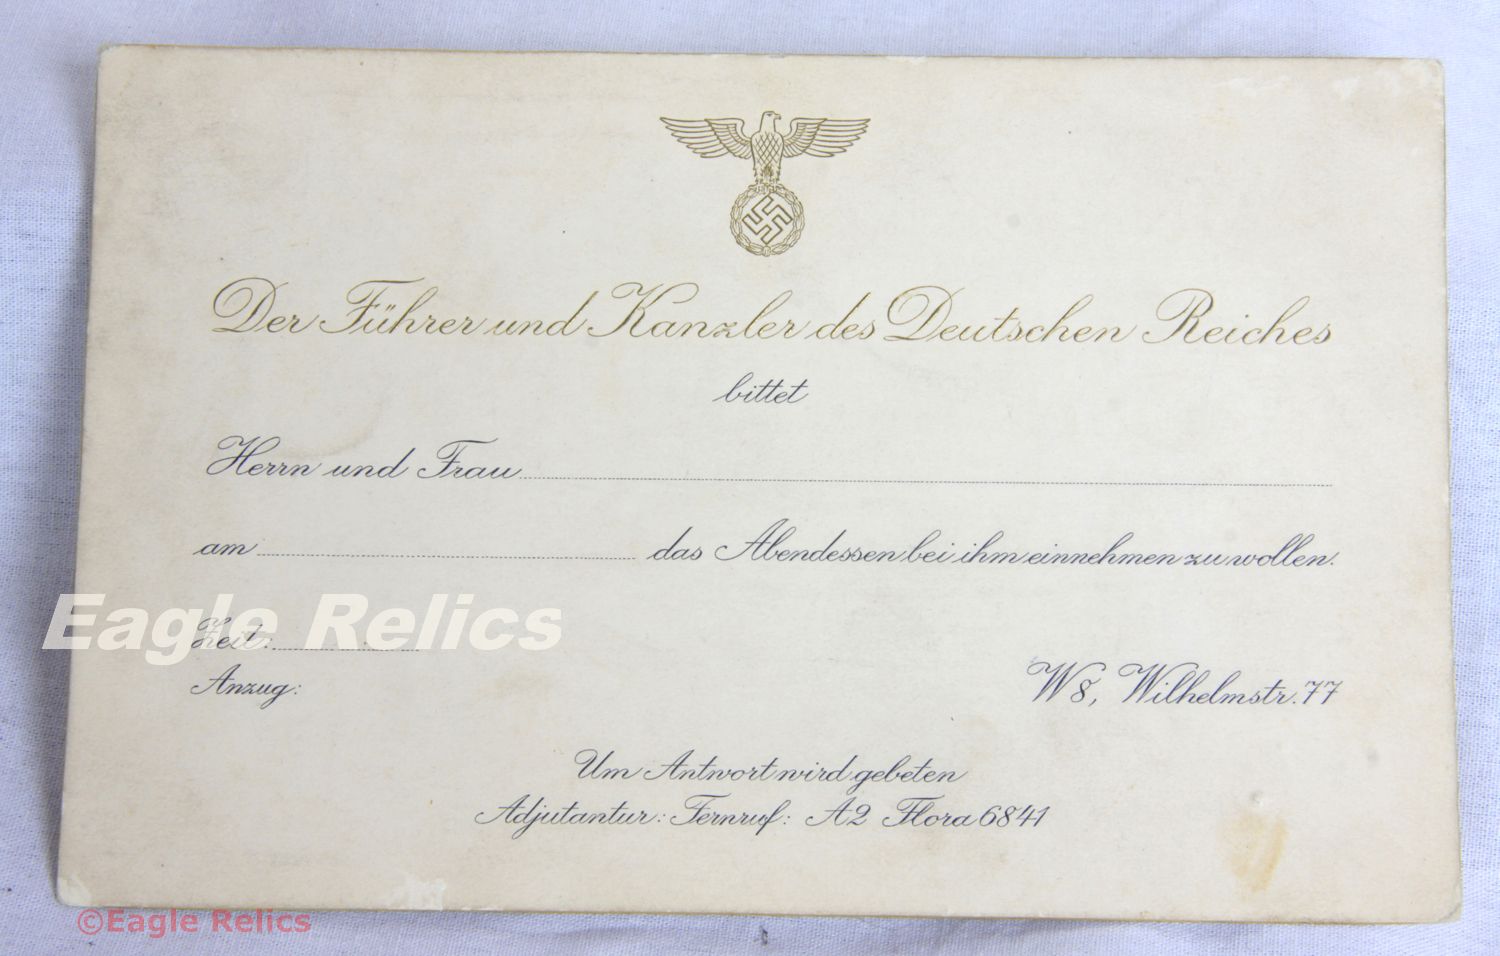 Der Führer und Kanzler des Deutschen Reiches
bittet
Herrn und Frau
am das Abendessen bei ihm einnehmen zu wollen.
Eagle Relics
Zeit:
Anzug:
W 8, Wilhelmstr. 77
Um Antwort wird gebeten
Adjutantur: Fernruf: A2 Flora 6841
©Eagle Relics